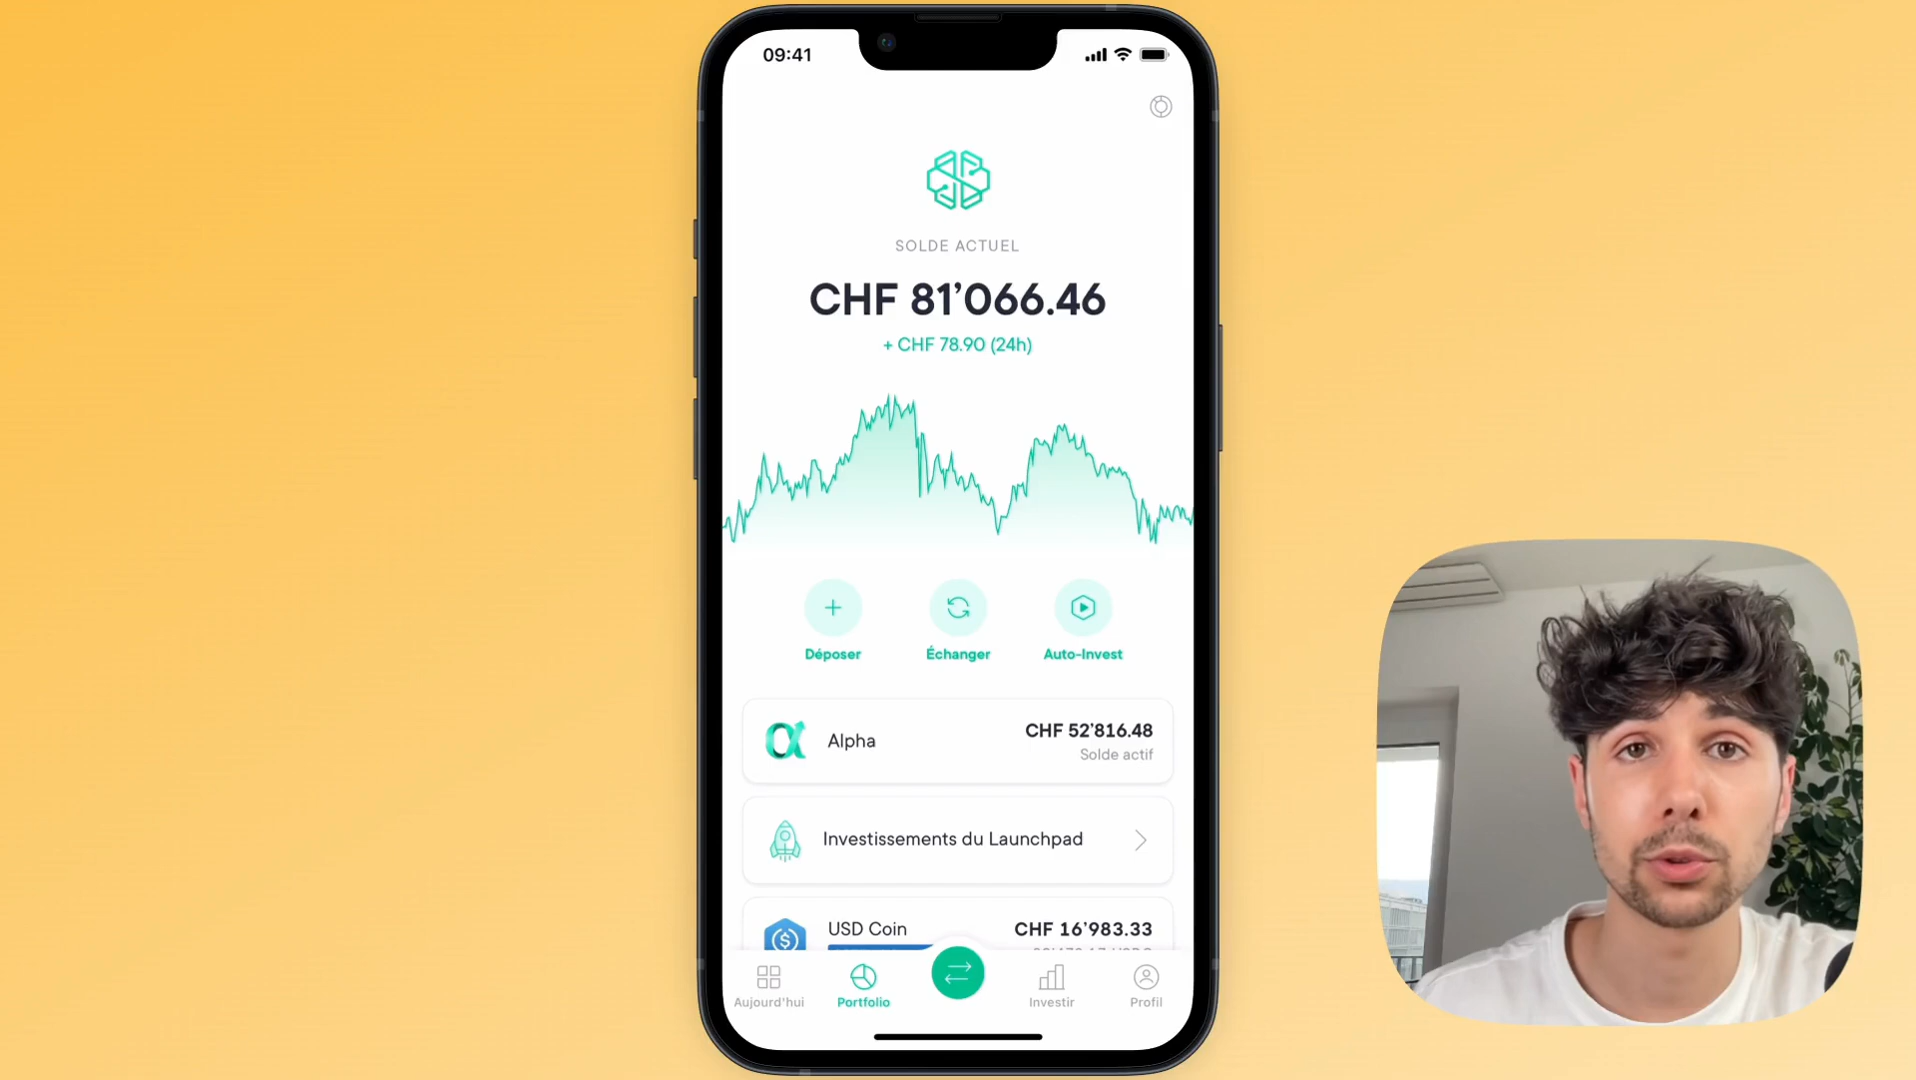 09:41
SOLDE ACTUEL
CHF 81’066.46
+ CHF 78.90 (24h)
Déposer
Échanger
Auto-Invest
Alpha
CHF 52’816.48
Solde actif
Investissements du Launchpad
USD Coin
CHF 16’983.33
Aujourd'hui
Portfolio
Investir
Profil